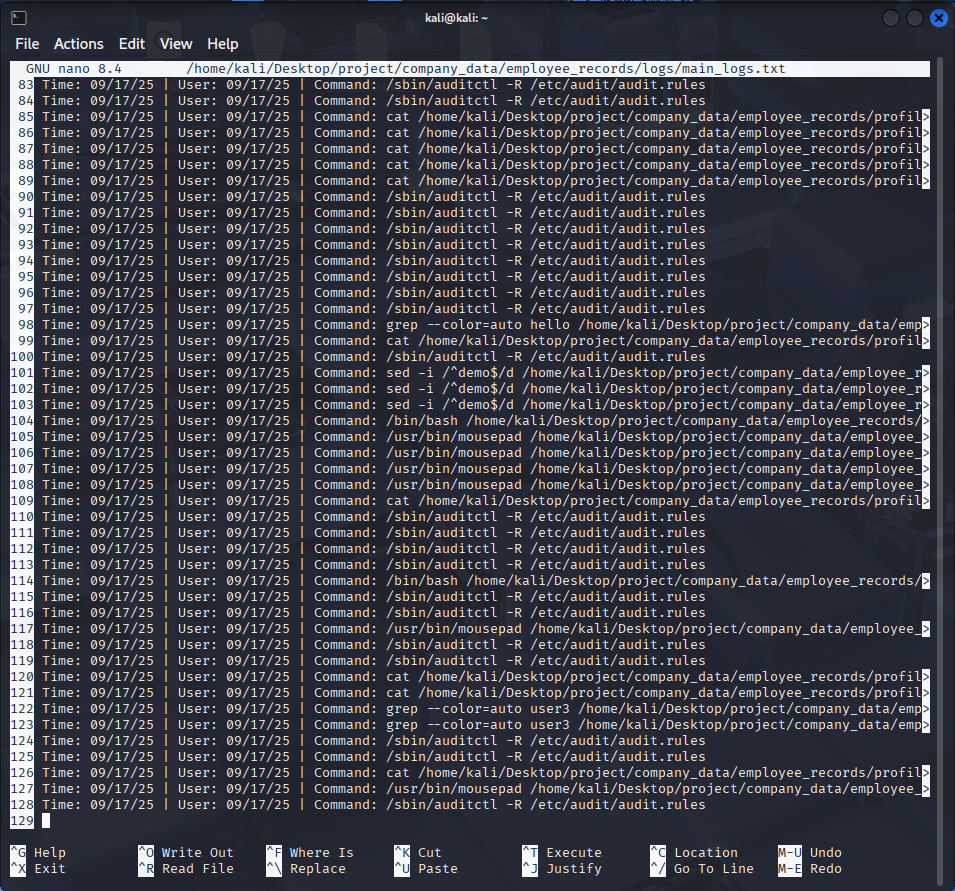 kali@kali: ~
File Actions Edit View Help
GNU nano 8.4 /home/kali/Desktop/project/company_data/employee_records/logs/main_logs.txt
83 Time: 09/17/25 | User: 09/17/25 | Command: /sbin/auditctl -R /etc/audit/audit.rules
84 Time: 09/17/25 | User: 09/17/25 | Command: /sbin/auditctl -R /etc/audit/audit.rules
85 Time: 09/17/25 | User: 09/17/25 | Command: cat /home/kali/Desktop/project/company_data/employee_records/profil>
86 Time: 09/17/25 | User: 09/17/25 | Command: cat /home/kali/Desktop/project/company_data/employee_records/profil>
87 Time: 09/17/25 | User: 09/17/25 | Command: cat /home/kali/Desktop/project/company_data/employee_records/profil>
88 Time: 09/17/25 | User: 09/17/25 | Command: cat /home/kali/Desktop/project/company_data/employee_records/profil>
89 Time: 09/17/25 | User: 09/17/25 | Command: cat /home/kali/Desktop/project/company_data/employee_records/profil>
90 Time: 09/17/25 | User: 09/17/25 | Command: /sbin/auditctl -R /etc/audit/audit.rules
91 Time: 09/17/25 | User: 09/17/25 | Command: /sbin/auditctl -R /etc/audit/audit.rules
92 Time: 09/17/25 | User: 09/17/25 | Command: /sbin/auditctl -R /etc/audit/audit.rules
93 Time: 09/17/25 | User: 09/17/25 | Command: /sbin/auditctl -R /etc/audit/audit.rules
94 Time: 09/17/25 | User: 09/17/25 | Command: /sbin/auditctl -R /etc/audit/audit.rules
95 Time: 09/17/25 | User: 09/17/25 | Command: /sbin/auditctl -R /etc/audit/audit.rules
96 Time: 09/17/25 | User: 09/17/25 | Command: /sbin/auditctl -R /etc/audit/audit.rules
97 Time: 09/17/25 | User: 09/17/25 | Command: /sbin/auditctl -R /etc/audit/audit.rules
98 Time: 09/17/25 | User: 09/17/25 | Command: grep --color=auto hello /home/kali/Desktop/project/company_data/emp>
99 Time: 09/17/25 | User: 09/17/25 | Command: cat /home/kali/Desktop/project/company_data/employee_records/profil>
100 Time: 09/17/25 | User: 09/17/25 | Command: /sbin/auditctl -R /etc/audit/audit.rules
101 Time: 09/17/25 | User: 09/17/25 | Command: sed -i /^demo$/d /home/kali/Desktop/project/company_data/employee_r>
102 Time: 09/17/25 | User: 09/17/25 | Command: sed -i /^demo$/d /home/kali/Desktop/project/company_data/employee_r>
103 Time: 09/17/25 | User: 09/17/25 | Command: sed -i /^demo$/d /home/kali/Desktop/project/company_data/employee_r>
104 Time: 09/17/25 | User: 09/17/25 | Command: /bin/bash /home/kali/Desktop/project/company_data/employee_records/>
105 Time: 09/17/25 | User: 09/17/25 | Command: /usr/bin/mousepad /home/kali/Desktop/project/company_data/employee_>
106 Time: 09/17/25 | User: 09/17/25 | Command: /usr/bin/mousepad /home/kali/Desktop/project/company_data/employee_>
107 Time: 09/17/25 | User: 09/17/25 | Command: /usr/bin/mousepad /home/kali/Desktop/project/company_data/employee_>
108 Time: 09/17/25 | User: 09/17/25 | Command: /usr/bin/mousepad /home/kali/Desktop/project/company_data/employee_>
109 Time: 09/17/25 | User: 09/17/25 | Command: cat /home/kali/Desktop/project/company_data/employee_records/profil>
110 Time: 09/17/25 | User: 09/17/25 | Command: /sbin/auditctl -R /etc/audit/audit.rules
111 Time: 09/17/25 | User: 09/17/25 | Command: /sbin/auditctl -R /etc/audit/audit.rules
112 Time: 09/17/25 | User: 09/17/25 | Command: /sbin/auditctl -R /etc/audit/audit.rules
113 Time: 09/17/25 | User: 09/17/25 | Command: /sbin/auditctl -R /etc/audit/audit.rules
114 Time: 09/17/25 | User: 09/17/25 | Command: /bin/bash /home/kali/Desktop/project/company_data/employee_records/>
115 Time: 09/17/25 | User: 09/17/25 | Command: /sbin/auditctl -R /etc/audit/audit.rules
116 Time: 09/17/25 | User: 09/17/25 | Command: /sbin/auditctl -R /etc/audit/audit.rules
117 Time: 09/17/25 | User: 09/17/25 | Command: /usr/bin/mousepad /home/kali/Desktop/project/company_data/employee_>
118 Time: 09/17/25 | User: 09/17/25 | Command: /sbin/auditctl -R /etc/audit/audit.rules
119 Time: 09/17/25 | User: 09/17/25 | Command: /sbin/auditctl -R /etc/audit/audit.rules
120 Time: 09/17/25 | User: 09/17/25 | Command: cat /home/kali/Desktop/project/company_data/employee_records/profil>
121 Time: 09/17/25 | User: 09/17/25 | Command: cat /home/kali/Desktop/project/company_data/employee_records/profil>
122 Time: 09/17/25 | User: 09/17/25 | Command: grep --color=auto user3 /home/kali/Desktop/project/company_data/emp>
123 Time: 09/17/25 | User: 09/17/25 | Command: grep --color=auto user3 /home/kali/Desktop/project/company_data/emp>
124 Time: 09/17/25 | User: 09/17/25 | Command: /sbin/auditctl -R /etc/audit/audit.rules
125 Time: 09/17/25 | User: 09/17/25 | Command: /sbin/auditctl -R /etc/audit/audit.rules
126 Time: 09/17/25 | User: 09/17/25 | Command: cat /home/kali/Desktop/project/company_data/employee_records/profil>
127 Time: 09/17/25 | User: 09/17/25 | Command: /usr/bin/mousepad /home/kali/Desktop/project/company_data/employee_>
128 Time: 09/17/25 | User: 09/17/25 | Command: /sbin/auditctl -R /etc/audit/audit.rules
129
^G Help ^O Write Out ^F Where Is ^K Cut ^T Execute ^C Location M-U Undo
^X Exit ^R Read File ^\ Replace ^U Paste ^J Justify ^/ Go To Line M-E Redo